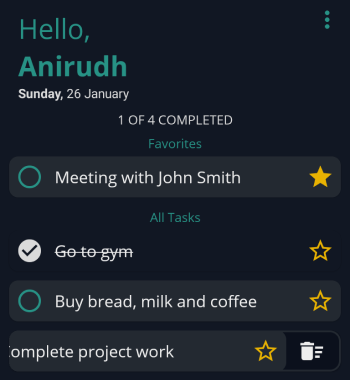 Hello,
Anirudh
Sunday, 26 January
1 OF 4 COMPLETED
Favorites
Meeting with John Smith
All Tasks
Go to gym
Buy bread, milk and coffee
omplete project work